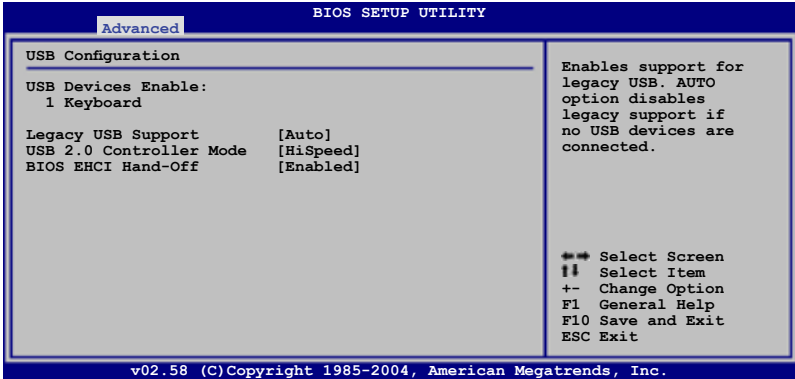 BIOS SETUP UTILITY
Advanced
USB Configuration
USB Devices Enable:
1 Keyboard
Legacy USB Support [Auto]
USB 2.0 Controller Mode [HiSpeed]
BIOS EHCI Hand-Off [Enabled]
Enables support for
legacy USB. AUTO
option disables
legacy support if
no USB devices are
connected.
←→ Select Screen
↑↓ Select Item
+- Change Option
F1 General Help
F10 Save and Exit
ESC Exit
v02.58 (C)Copyright 1985-2004, American Megatrends, Inc.